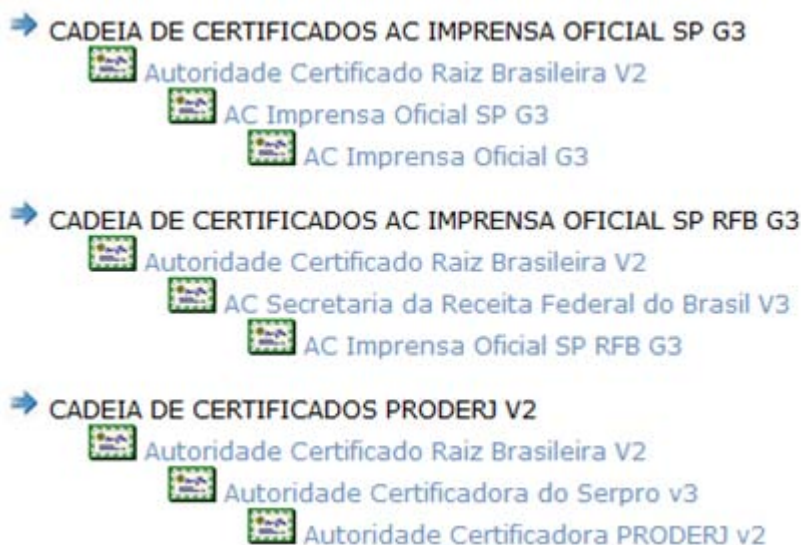 CADEIA DE CERTIFICADOS AC IMPRENSA OFICIAL SP G3
Autoridade Certificado Raiz Brasileira V2
AC Imprensa Oficial SP G3
AC Imprensa Oficial G3
CADEIA DE CERTIFICADOS AC IMPRENSA OFICIAL SP RFB G3
Autoridade Certificado Raiz Brasileira V2
AC Secretaria da Receita Federal do Brasil V3
AC Imprensa Oficial SP RFB G3
CADEIA DE CERTIFICADOS PRODERJ V2
Autoridade Certificado Raiz Brasileira V2
Autoridade Certificadora do Serpro v3
Autoridade Certificadora PRODERJ v2